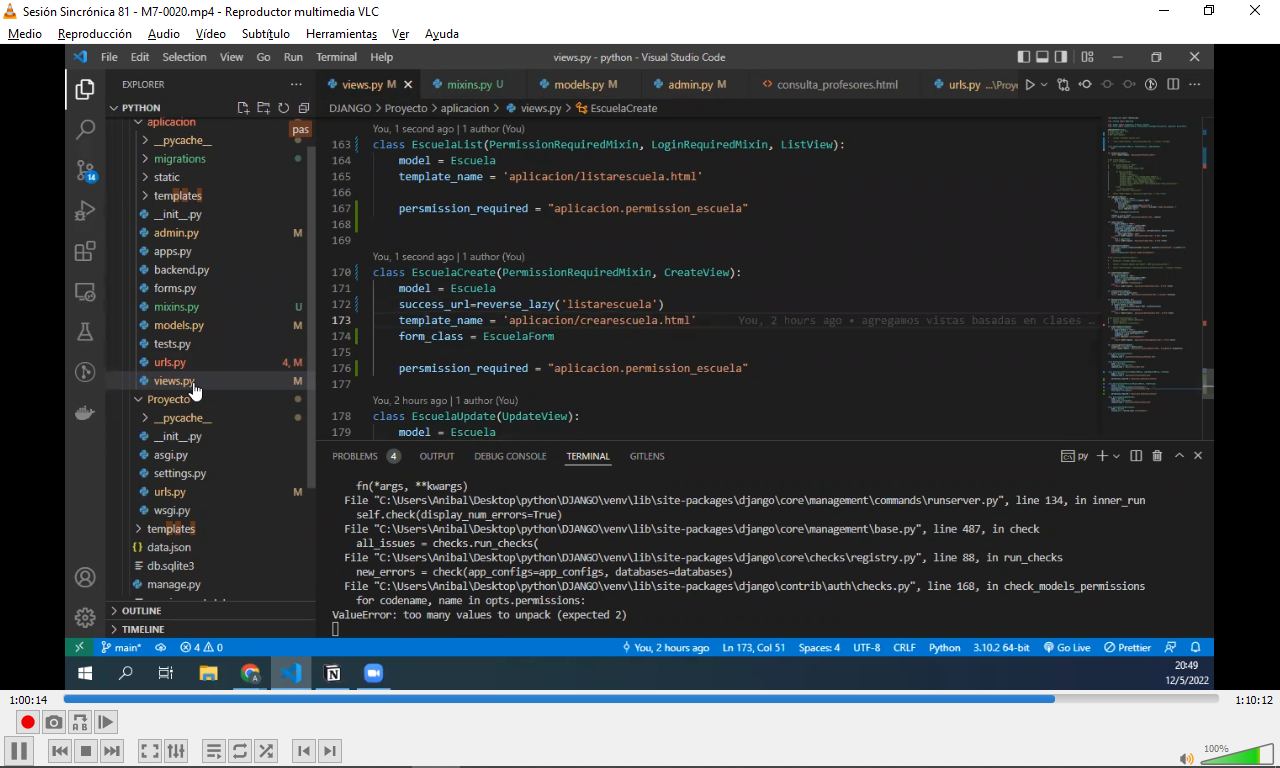 Sesión Sincrónica 81 - M7-0020.mp4 - Reproductor multimedia VLC
Medio Reproducción Audio Vídeo Subtítulo Herramientas Ver Ayuda
File Edit Selection View Go Run Terminal Help views.py - python - Visual Studio Code
EXPLORER
views.py M mixins.py U models.py M admin.py M consulta_profesores.html urls.py ...\Proye
PYTHON
DJANGO > Proyecto > aplicacion > views.py > EscuelaCreate
aplicacion
pas
__pycache__
migrations
static
templates
__init__.py
admin.py M
apps.py
backend.py
forms.py
mixins.py U
models.py M
tests.py
urls.py 4, M
views.py M
Proyecto
__pycache__
__init__.py
asgi.py
settings.py
urls.py M
wsgi.py
templates
data.json
db.sqlite3
manage.py
OUTLINE
TIMELINE
14
You, 1 second ago | 1 author (You)
(PermissionRequiredMixin, LoginRequiredMixin, ListView):
164 model = Escuela
165 template_name = 'aplicacion/listarescuela.html'
166
167 persmission_required = "aplicacion.permission_escuela"
168
169
You, 1 second ago | 1 author (You)
170 class EscuelaCreate(PermissionRequiredMixin, CreateView):
171 model = Escuela
172 success_url=reverse_lazy('listarescuela')
173 template_name = 'aplicacion/crearescuela.html' You, 2 hours ago • agregamos vistas basadas en clases …
174 form_class = EscuelaForm
175
176 permission_required = "aplicacion.permission_escuela"
177
You, 2 hours ago | 1 author (You)
178 class EscuelaUpdate(UpdateView):
179 model = Escuela
PROBLEMS 4 OUTPUT DEBUG CONSOLE TERMINAL GITLENS py
fn(*args, **kwargs)
File "C:\Users\Anibal\Desktop\python\DJANGO\venv\lib\site-packages\django\core\management\commands\runserver.py", line 134, in inner_run
self.check(display_num_errors=True)
File "C:\Users\Anibal\Desktop\python\DJANGO\venv\lib\site-packages\django\core\management\base.py", line 487, in check
all_issues = checks.run_checks(
File "C:\Users\Anibal\Desktop\python\DJANGO\venv\lib\site-packages\django\core\checks\registry.py", line 88, in run_checks
new_errors = check(app_configs=app_configs, databases=databases)
File "C:\Users\Anibal\Desktop\python\DJANGO\venv\lib\site-packages\django\contrib\auth\checks.py", line 168, in check_models_permissions
for codename, name in opts.permissions:
ValueError: too many values to unpack (expected 2)
main* 4 0 You, 2 hours ago Ln 173, Col 51 Spaces: 4 UTF-8 CRLF Python 3.10.2 64-bit Go Live Prettier
20:49
12/5/2022
1:00:14 1:10:12
100%